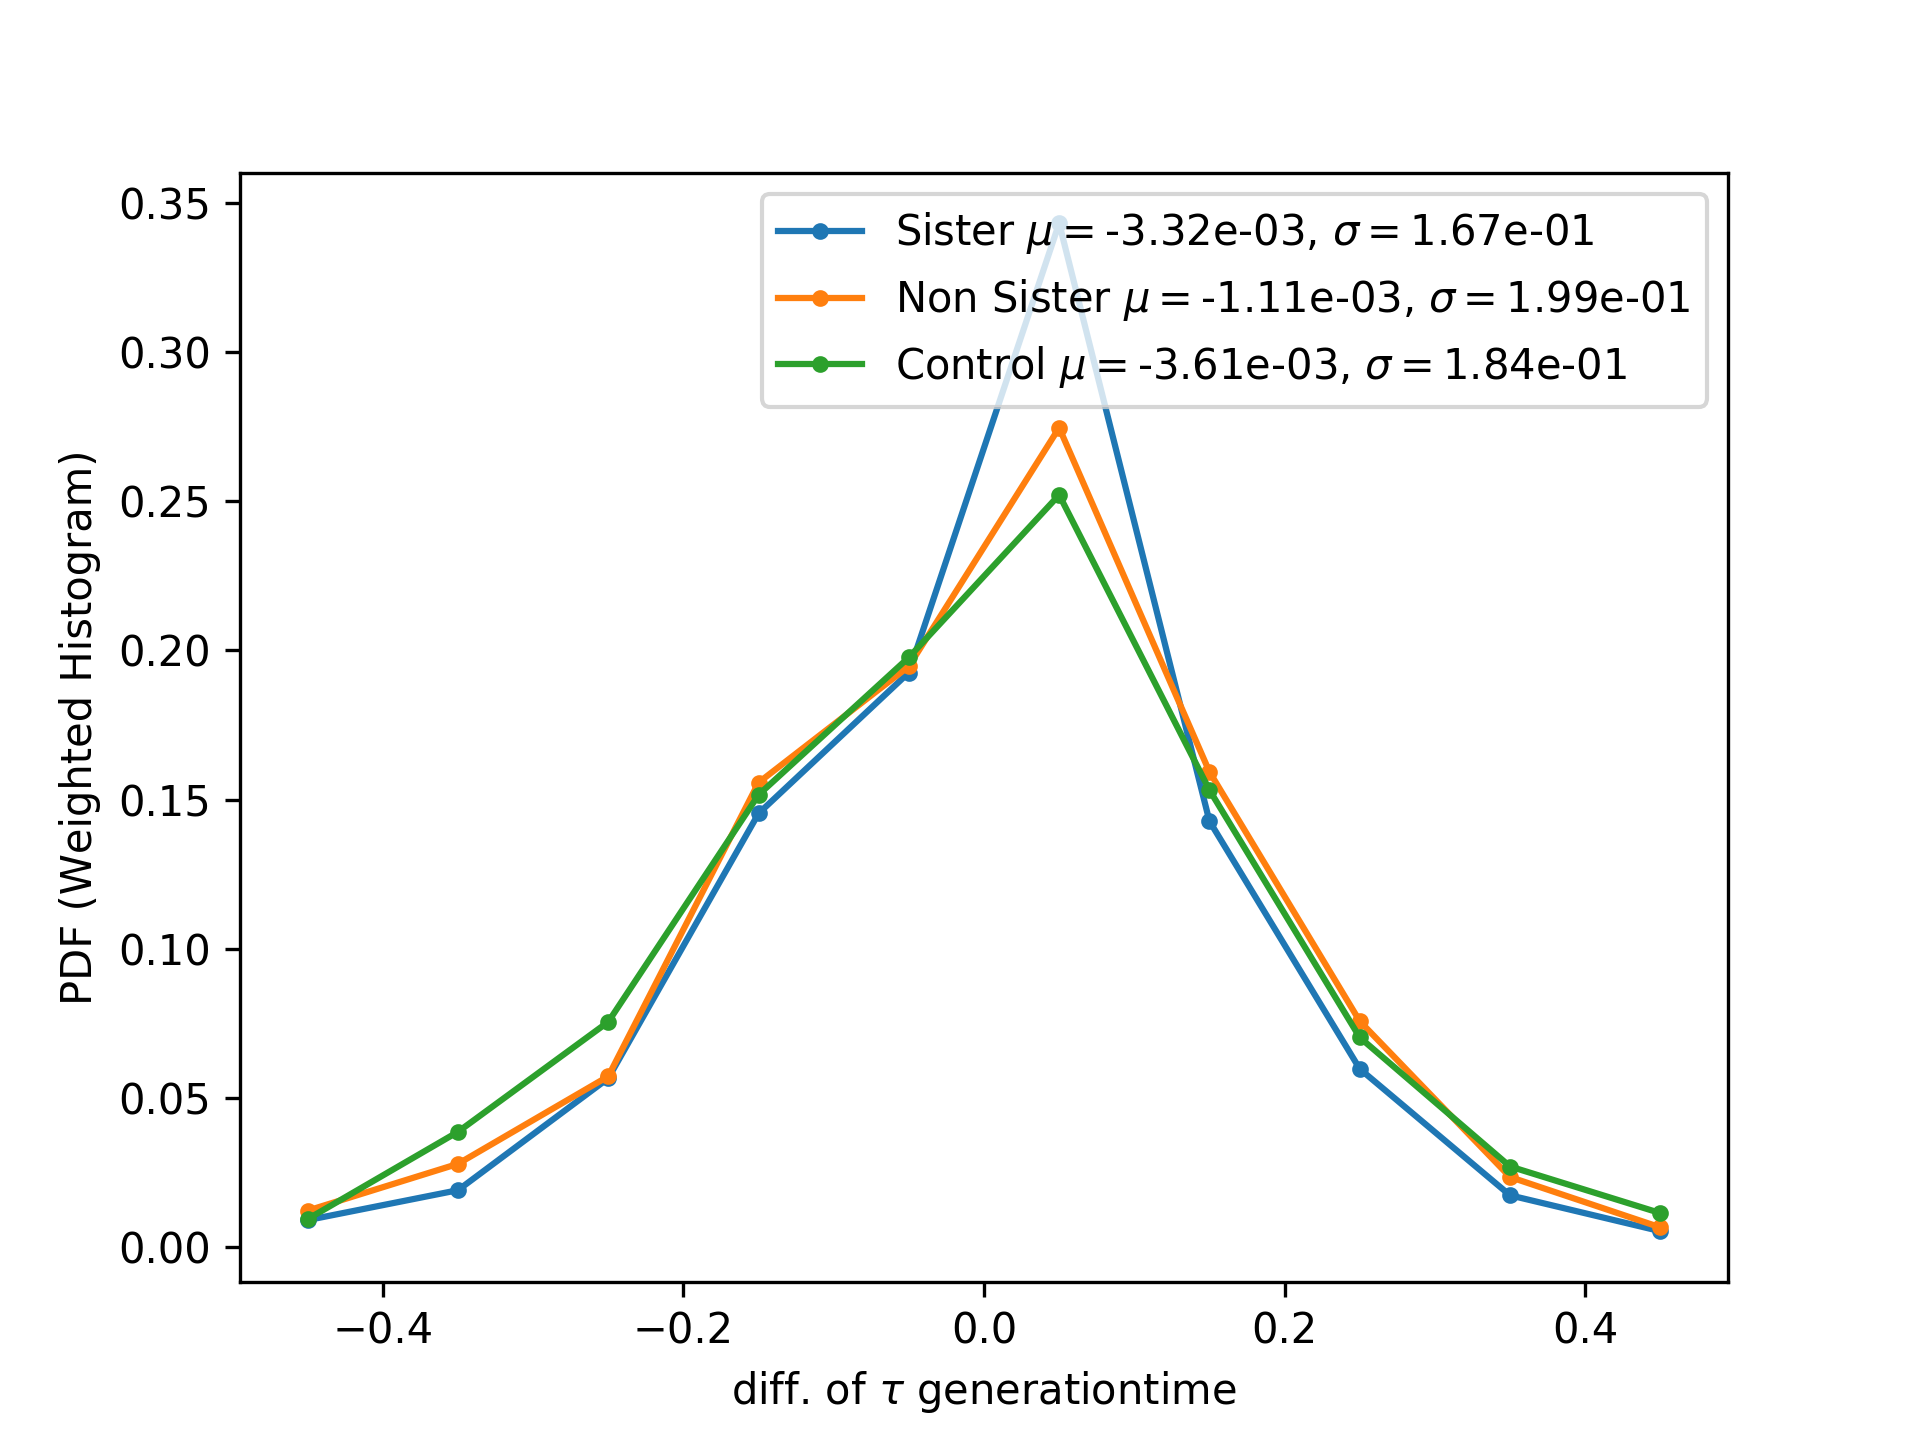 Sister μ = -3.32e-03, σ = 1.67e-01
Non Sister μ = -1.11e-03, σ = 1.99e-01
Control μ = -3.61e-03, σ = 1.84e-01
0.35
0.30
0.25
0.20
0.15
0.10
0.05
0.00
PDF (Weighted Histogram)
−0.4 −0.2 0.0 0.2 0.4
diff. of τ generationtime